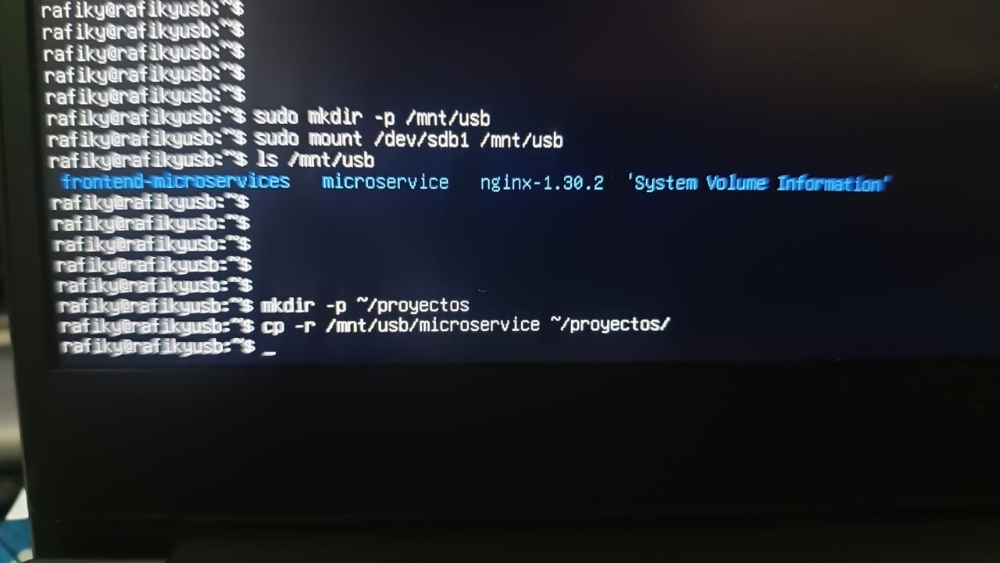 rafiky@rafikyusb:~$
rafiky@rafikyusb:~$
rafiky@rafikyusb:~$
rafiky@rafikyusb:~$
rafiky@rafikyusb:~$
rafiky@rafikyusb:~$ sudo mkdir -p /mnt/usb
rafiky@rafikyusb:~$ sudo mount /dev/sdb1 /mnt/usb
rafiky@rafikyusb:~$ ls /mnt/usb
frontend-microservices microservice nginx-1.30.2 'System Volume Information'
rafiky@rafikyusb:~$
rafiky@rafikyusb:~$
rafiky@rafikyusb:~$
rafiky@rafikyusb:~$
rafiky@rafikyusb:~$
rafiky@rafikyusb:~$ mkdir -p ~/proyectos
rafiky@rafikyusb:~$ cp -r /mnt/usb/microservice ~/proyectos/
rafiky@rafikyusb:~$ _